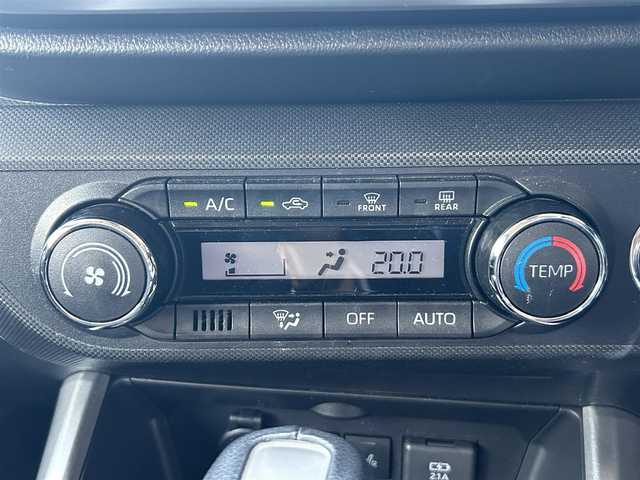 A/C
FRONT
REAR
20.0
TEMP
OFF
AUTO
2.1A